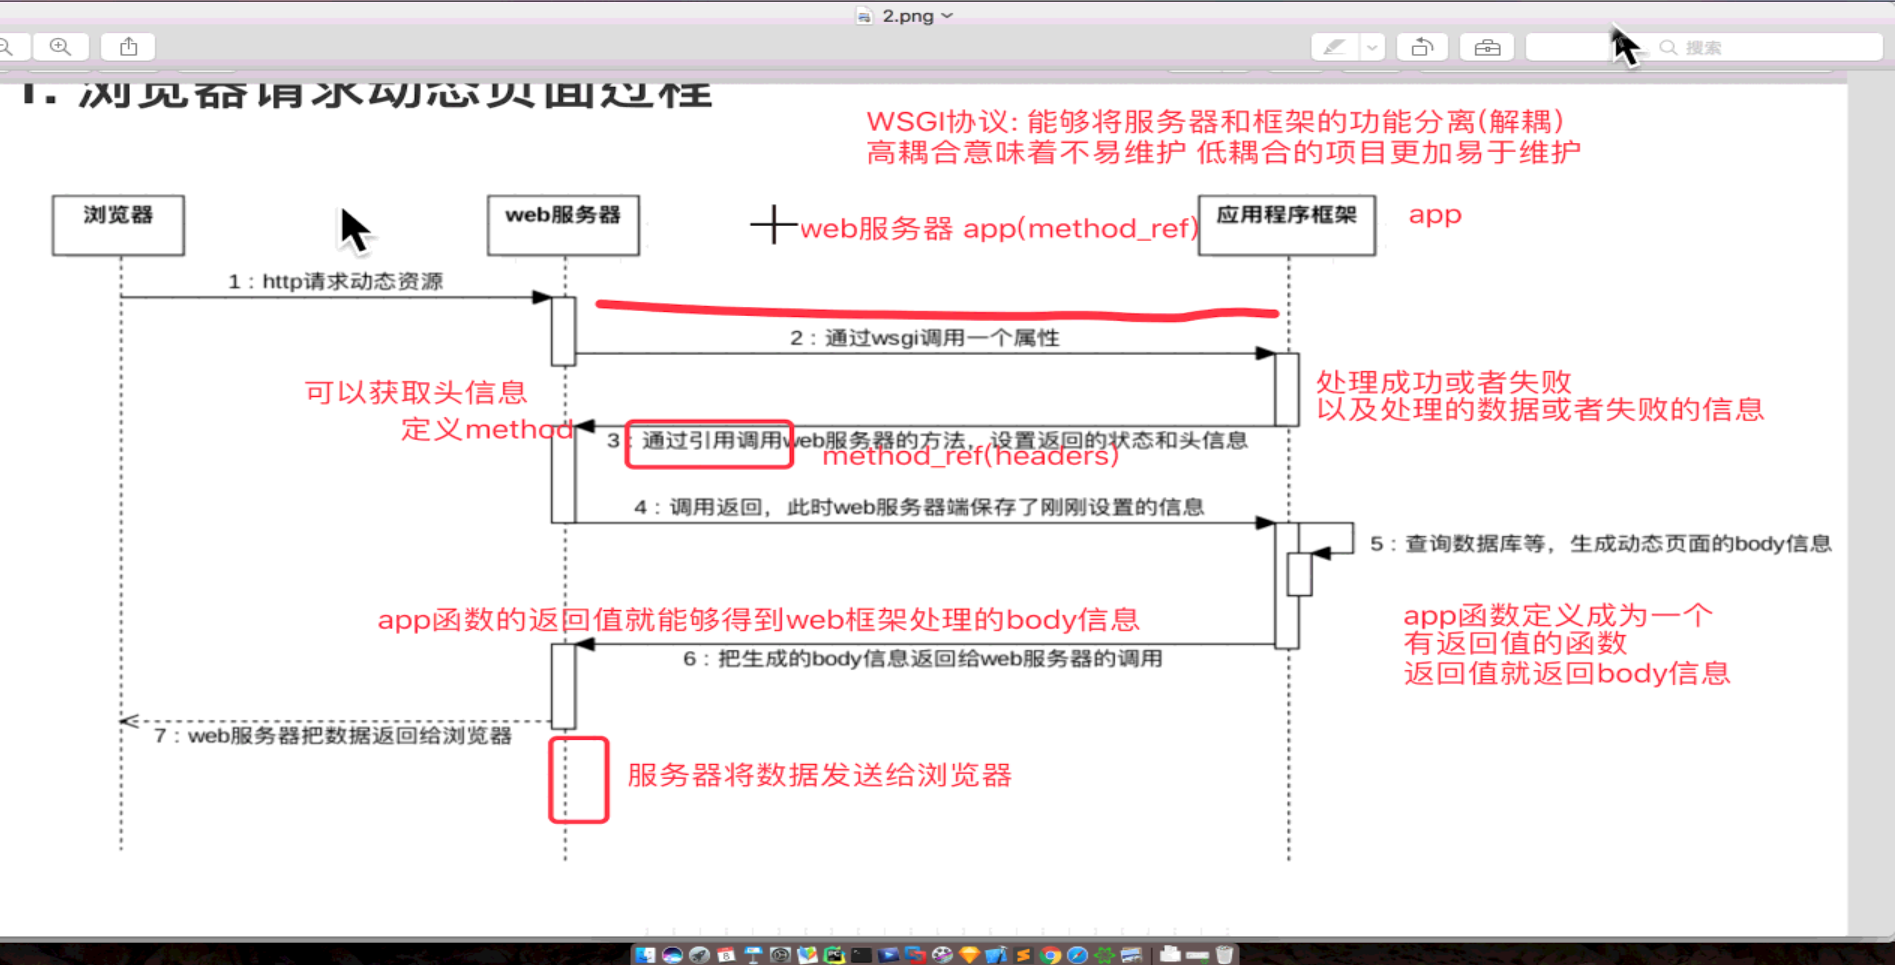 2.png
搜索
1. 浏览器请求动态页面过程
WSGI协议: 能够将服务器和框架的功能分离(解耦)
高耦合意味着不易维护 低耦合的项目更加易于维护
浏览器
web服务器
web服务器 app(method_ref)
应用程序框架
app
1：http请求动态资源
2：通过wsgi调用一个属性
可以获取头信息
定义method
处理成功或者失败
以及处理的数据或者失败的信息
3：通过引用调用web服务器的方法，设置返回的状态和头信息
method_ref(headers)
4：调用返回，此时web服务器端保存了刚刚设置的信息
5：查询数据库等，生成动态页面的body信息
app函数的返回值就能够得到web框架处理的body信息
app函数定义成为一个
有返回值的函数
返回值就返回body信息
6：把生成的body信息返回给web服务器的调用
7：web服务器把数据返回给浏览器
服务器将数据发送给浏览器